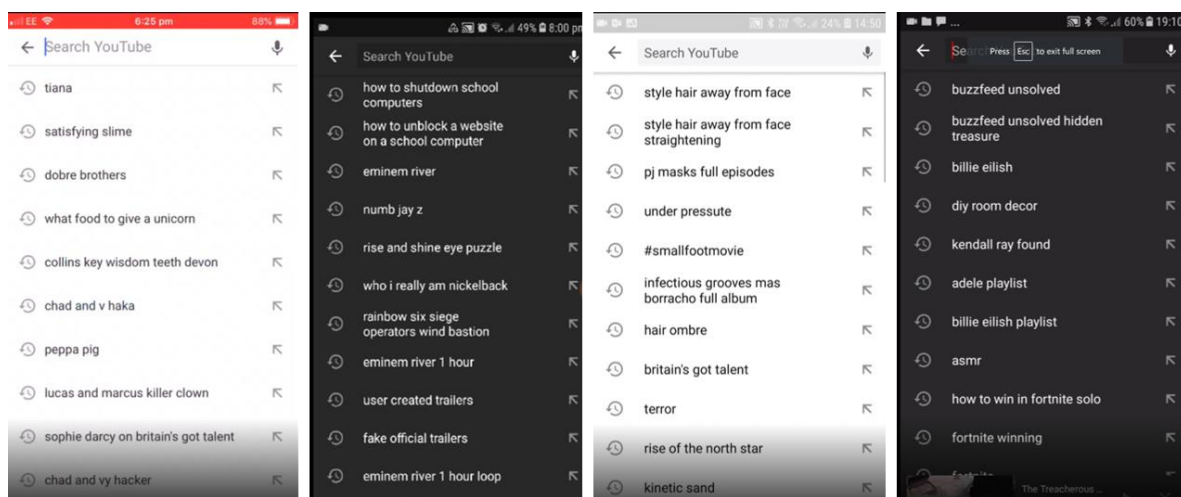 EE 6:25 pm 88%
Search YouTube
tiana
satisfying slime
dobre brothers
what food to give a unicorn
collins key wisdom teeth devon
chad and v haka
peppa pig
lucas and marcus killer clown
sophie darcy on britain's got talent
chad and vy hacker
49% 8:00 pm
Search YouTube
how to shutdown school
computers
how to unblock a website
on a school computer
eminem river
numb jay z
rise and shine eye puzzle
who i really am nickelback
rainbow six siege
operators wind bastion
eminem river 1 hour
user created trailers
fake official trailers
eminem river 1 hour loop
24% 14:50
Search YouTube
style hair away from face
style hair away from face
straightening
pj masks full episodes
under pressute
#smallfootmovie
infectious grooves mas
borracho full album
hair ombre
britain's got talent
terror
rise of the north star
kinetic sand
... 60% 19:10
Press Esc to exit full screen
buzzfeed unsolved
buzzfeed unsolved hidden
treasure
billie eilish
diy room decor
kendall ray found
adele playlist
billie eilish playlist
asmr
how to win in fortnite solo
fortnite winning
fortnite
The Treacherous ...